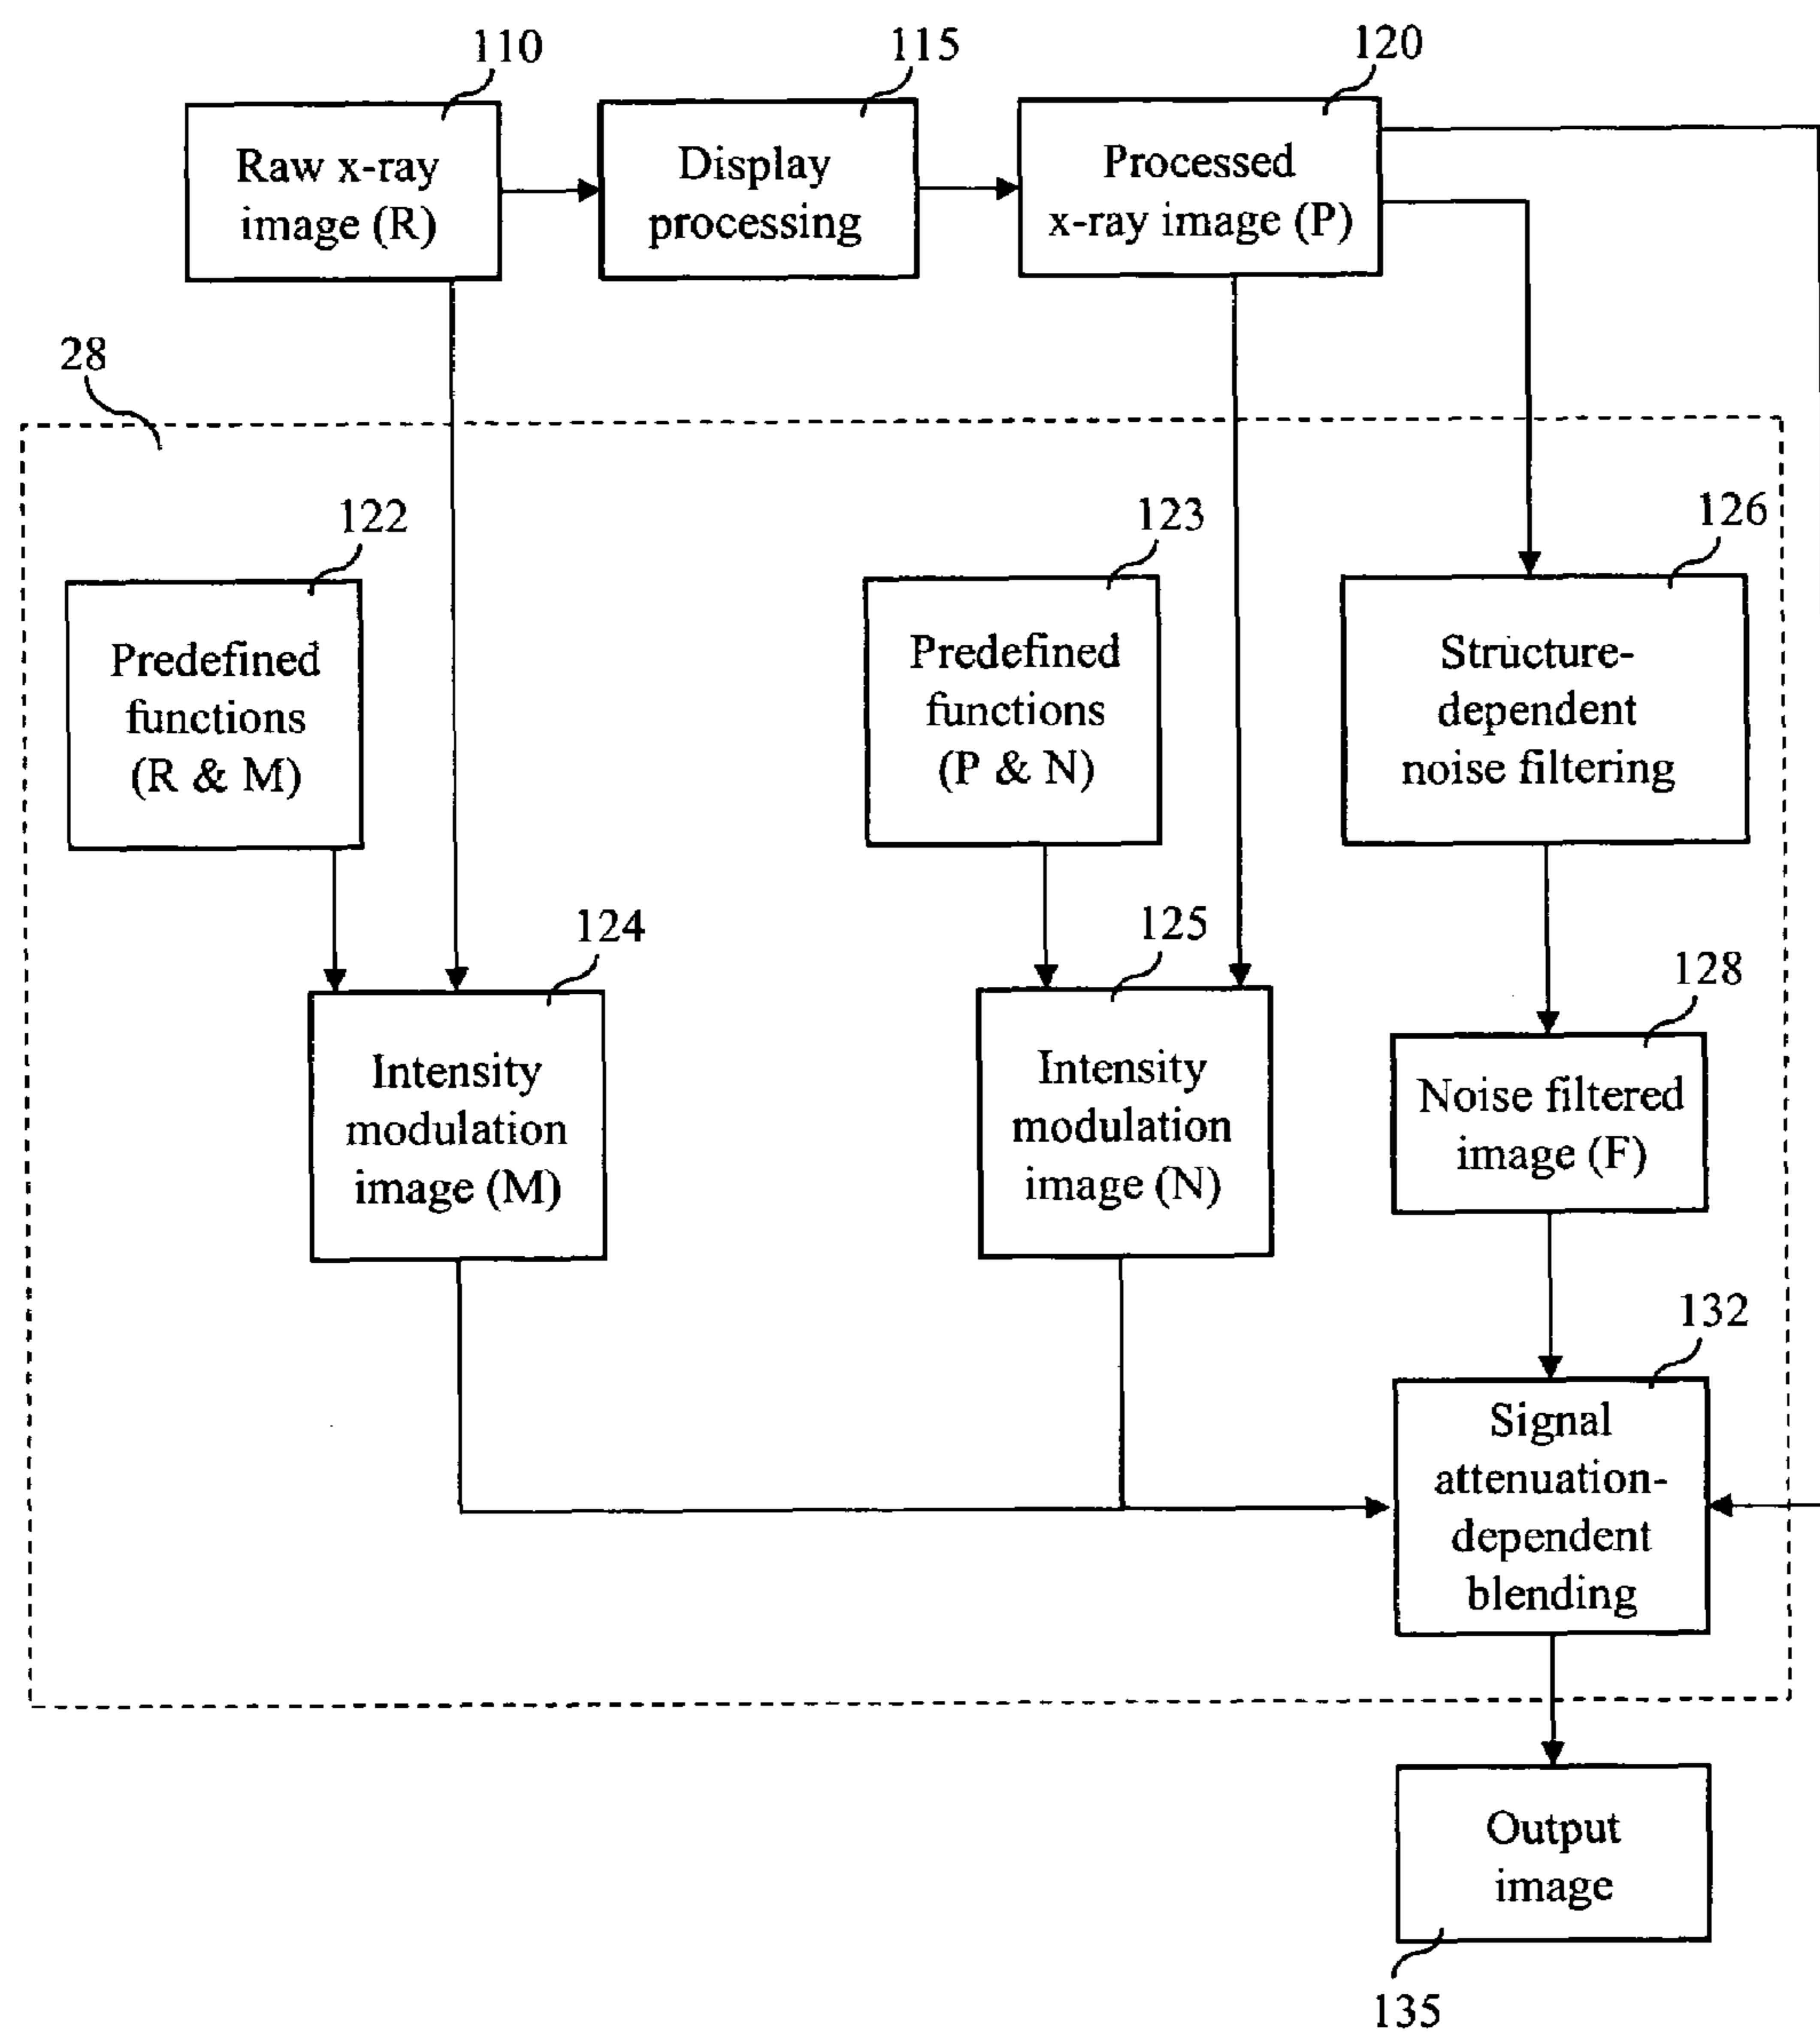 110
115
120
Raw x-ray
image (R)
Display
processing
Processed
x-ray image (P)
28
122
123
126
Predefined
functions
(R & M)
Predefined
functions
(P & N)
Structure-
dependent
noise filtering
124
125
128
Intensity
modulation
image (M)
Intensity
modulation
image (N)
Noise filtered
image (F)
132
Signal
attenuation-
dependent
blending
Output
image
135